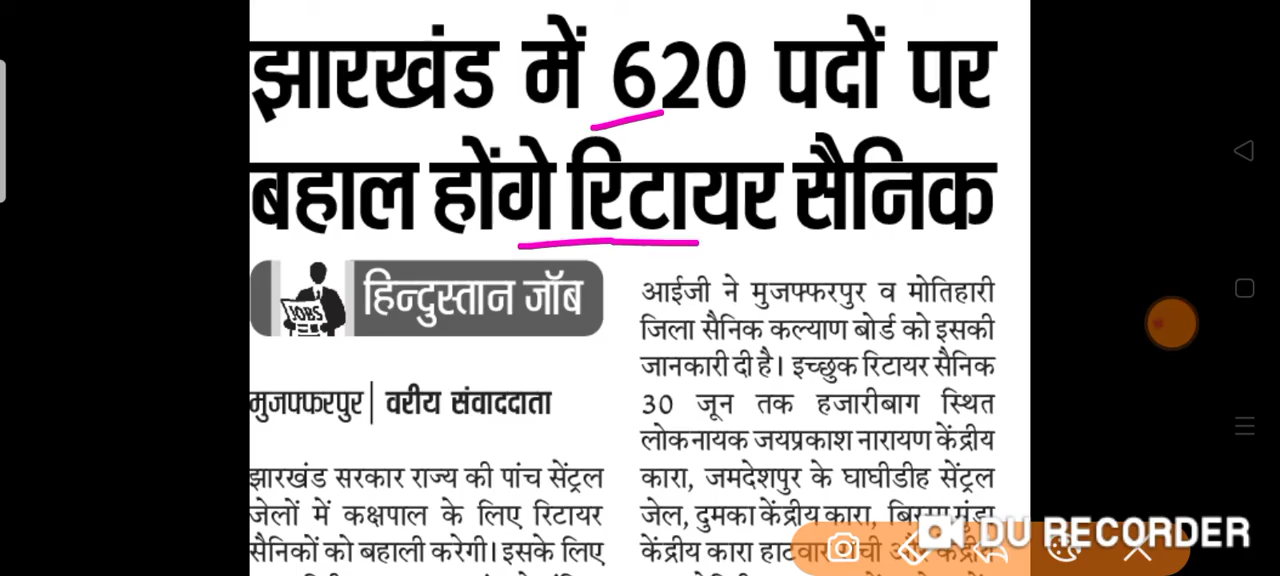 झारखंड में 620 पदों पर
बहाल होंगे रिटायर सैनिक
JOBS
हिन्दुस्तान जॉब
मुजफ्फरपुर | वरीय संवाददाता
झारखंड सरकार राज्य की पांच सेंट्रल
जेलों में कक्षपाल के लिए रिटायर
सैनिकों को बहाली करेगी। इसके लिए
आईजी ने मुजफ्फरपुर व मोतिहारी
जिला सैनिक कल्याण बोर्ड को इसकी
जानकारी दी है। इच्छुक रिटायर सैनिक
30 जून तक हजारीबाग स्थित
लोकनायक जयप्रकाश नारायण केंद्रीय
कारा, जमदेशपुर के घाघीडीह सेंट्रल
जेल, दुमका केंद्रीय कारा, बिरसा मुंडा
केंद्रीय कारा
DU RECORDER